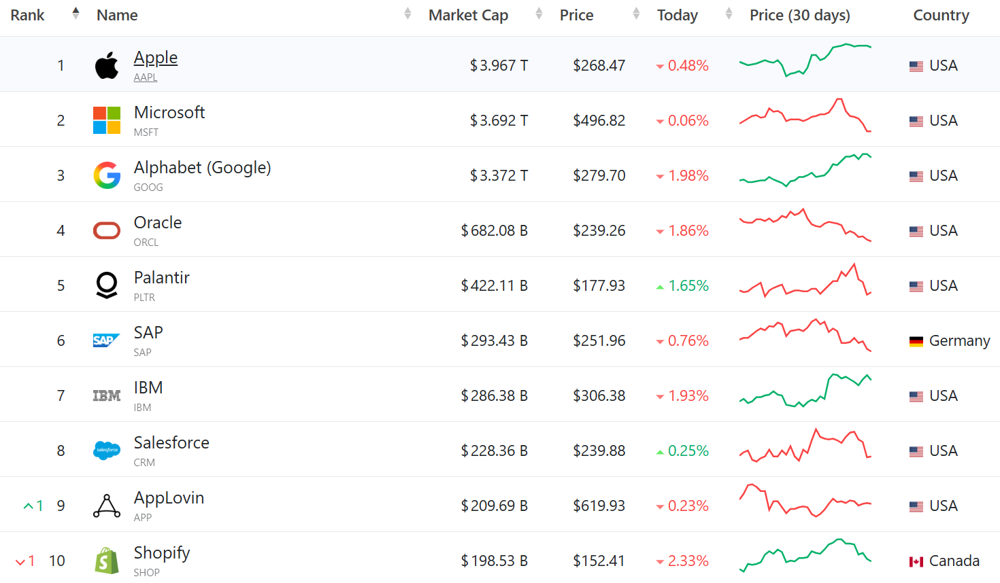 Rank Name Market Cap Price Today Price (30 days) Country
1 Apple $3.967 T $268.47 0.48% USA
AAPL
2 Microsoft $3.692 T $496.82 0.06% USA
MSFT
3 Alphabet (Google) $3.372 T $279.70 1.98% USA
GOOG
4 Oracle $682.08 B $239.26 1.86% USA
ORCL
5 Palantir $422.11 B $177.93 1.65% USA
PLTR
6 SAP SAP $293.43 B $251.96 0.76% Germany
SAP
7 IBM IBM $286.38 B $306.38 1.93% USA
IBM
8 salesforce Salesforce $228.36 B $239.88 0.25% USA
CRM
1 9 AppLovin $209.69 B $619.93 0.23% USA
APP
1 10 Shopify $198.53 B $152.41 2.33% Canada
SHOP